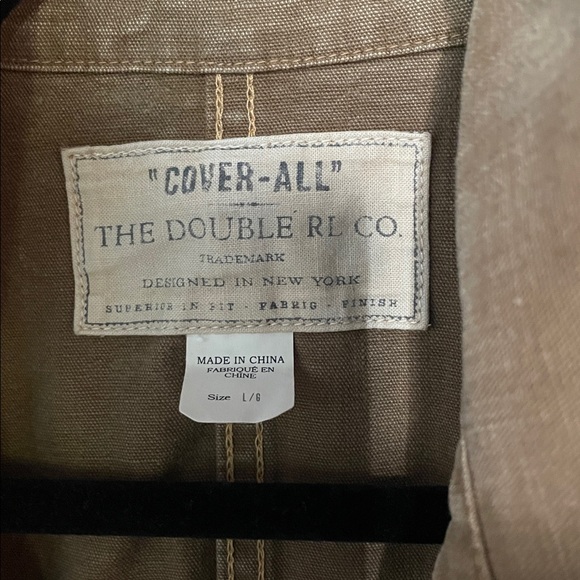 "COVER-ALL"
THE DOUBLE RL CO.
TRADEMARK
DESIGNED IN NEW YORK
SUPERIOR IN FIT - FABRIC - FINISH
MADE IN CHINA
FABRIQUÉ EN
CHINE
Size L/G